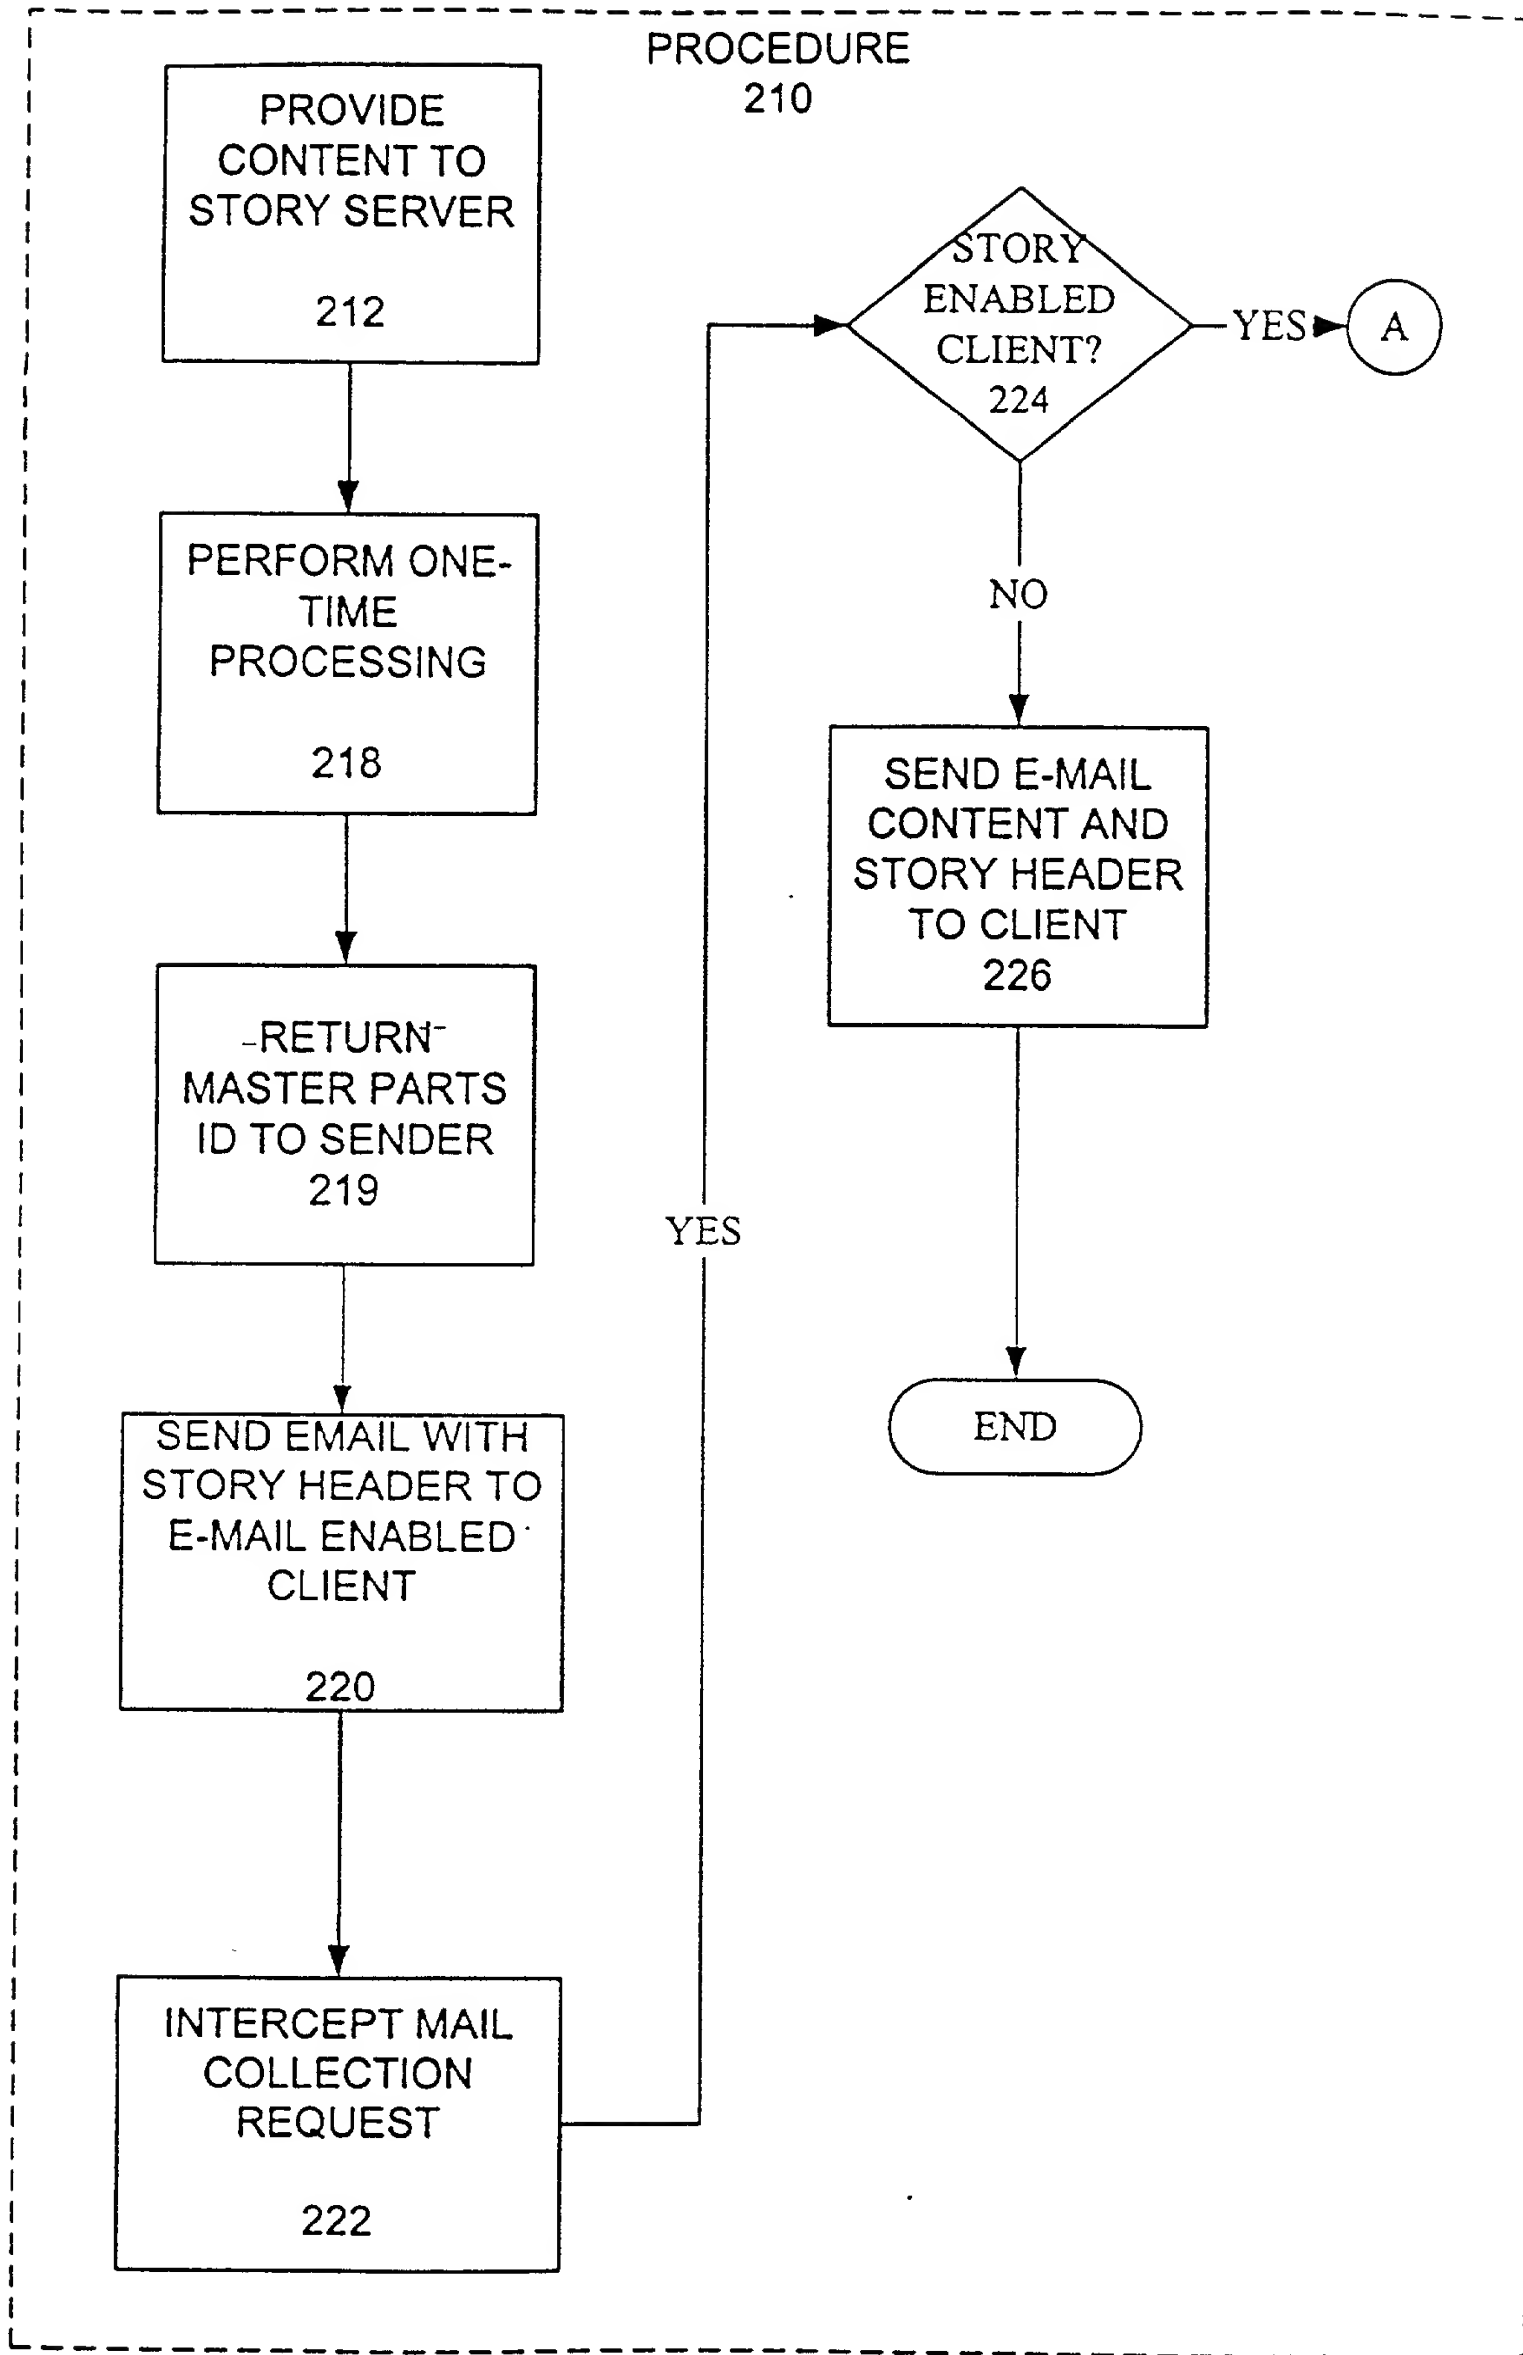 PROCEDURE
210
PROVIDE
CONTENT TO
STORY SERVER
212
PERFORM ONE-
TIME
PROCESSING
218
RETURN
MASTER PARTS
ID TO SENDER
219
SEND EMAIL WITH
STORY HEADER TO
E-MAIL ENABLED
CLIENT
220
INTERCEPT MAIL
COLLECTION
REQUEST
222
YES
STORY
ENABLED
CLIENT?
224
YES
A
NO
SEND E-MAIL
CONTENT AND
STORY HEADER
TO CLIENT
226
END